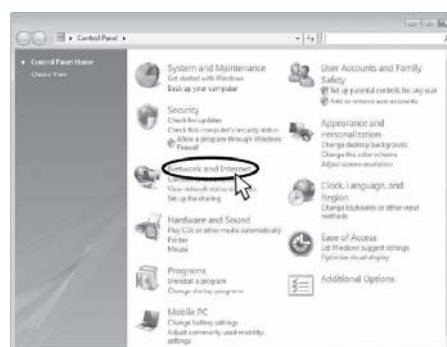 Control Panel
Control Panel Home
Classic View
System and Maintenance
Get started with Windows
Back up your computer
Security
Check for updates
Check this computer's security status
Allow a program through Windows
Firewall
Network and Internet
View network status
Set up file sharing
Hardware and Sound
Play CDs or other media automatically
Printer
Mouse
Programs
Uninstall a program
Change startup programs
Mobile PC
Change battery settings
Adjust commonly used mobility
settings
User Accounts and Family
Safety
Set up parental controls for any user
Add or remove user accounts
Appearance and
Personalization
Change desktop background
Change the color scheme
Adjust screen resolution
Clock, Language, and
Region
Change keyboards or other input
methods
Ease of Access
Let Windows suggest settings
Optimize visual display
Additional Options